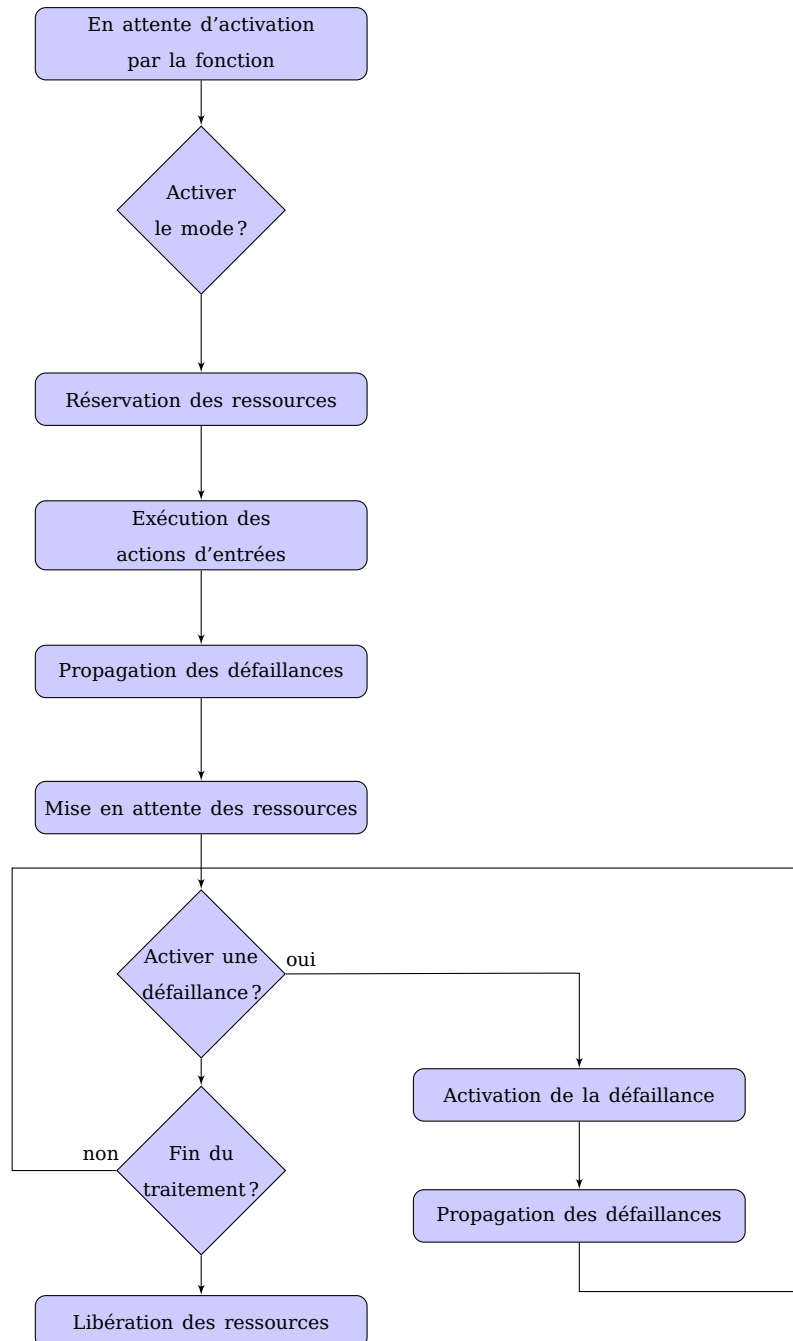 En attente d'activation
par la fonction
Activer
le mode ?
Réservation des ressources
Exécution des
actions d'entrées
Propagation des défaillances
Mise en attente des ressources
Activer une
défaillance ?
oui
Activation de la défaillance
non
Fin du
traitement ?
Propagation des défaillances
Libération des ressources